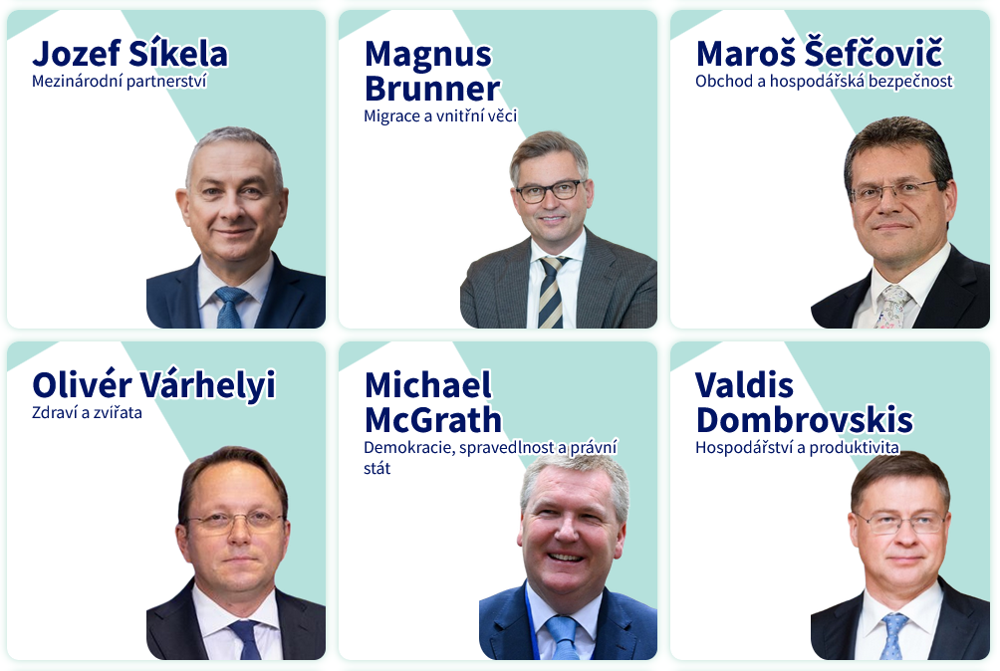 Jozef Síkela
Mezinárodní partnerství
Magnus
Brunner
Migrace a vnitřní věci
Maroš Šefčovič
Obchod a hospodářská bezpečnost
Olivér Várhelyi
Zdraví a zvířata
Michael
McGrath
Demokracie, spravedlnost a právní
stát
Valdis
Dombrovskis
Hospodářství a produktivita